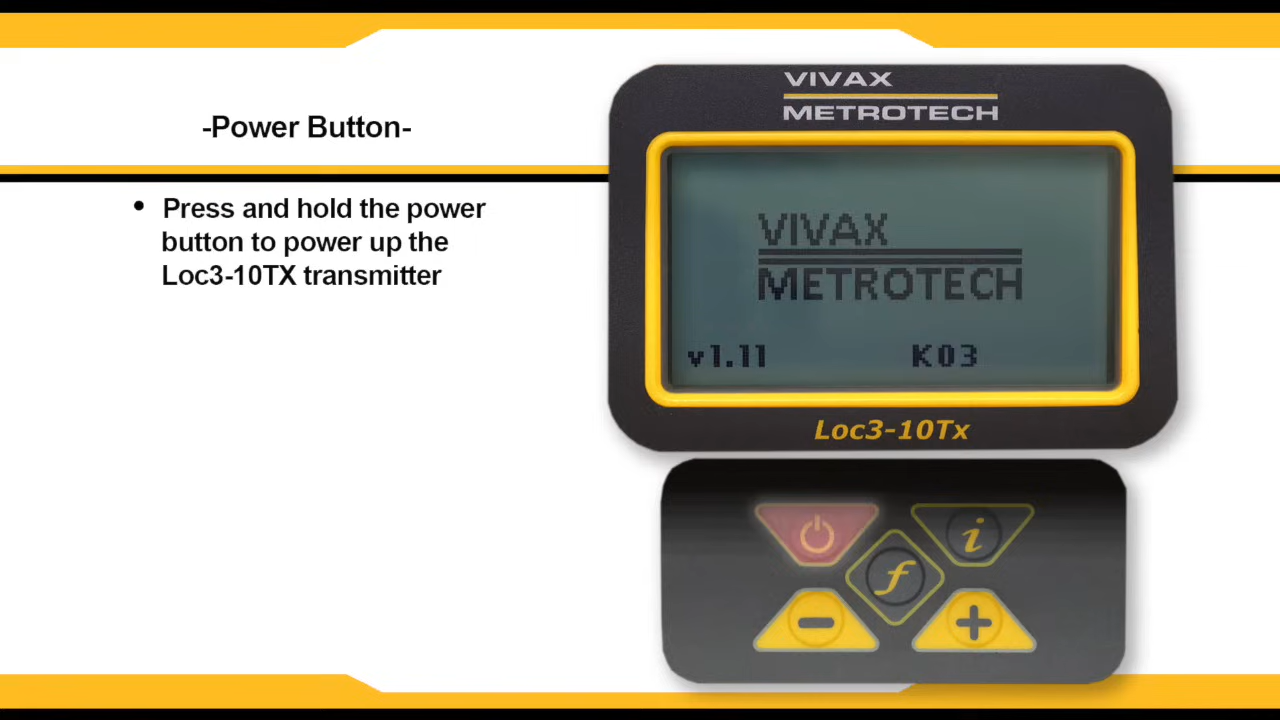 -Power Button-
• Press and hold the power
button to power up the
Loc3-10TX transmitter
VIVAX
METROTECH
VIVAX
METROTECH
v1.11 K03
Loc3-10Tx
i
f